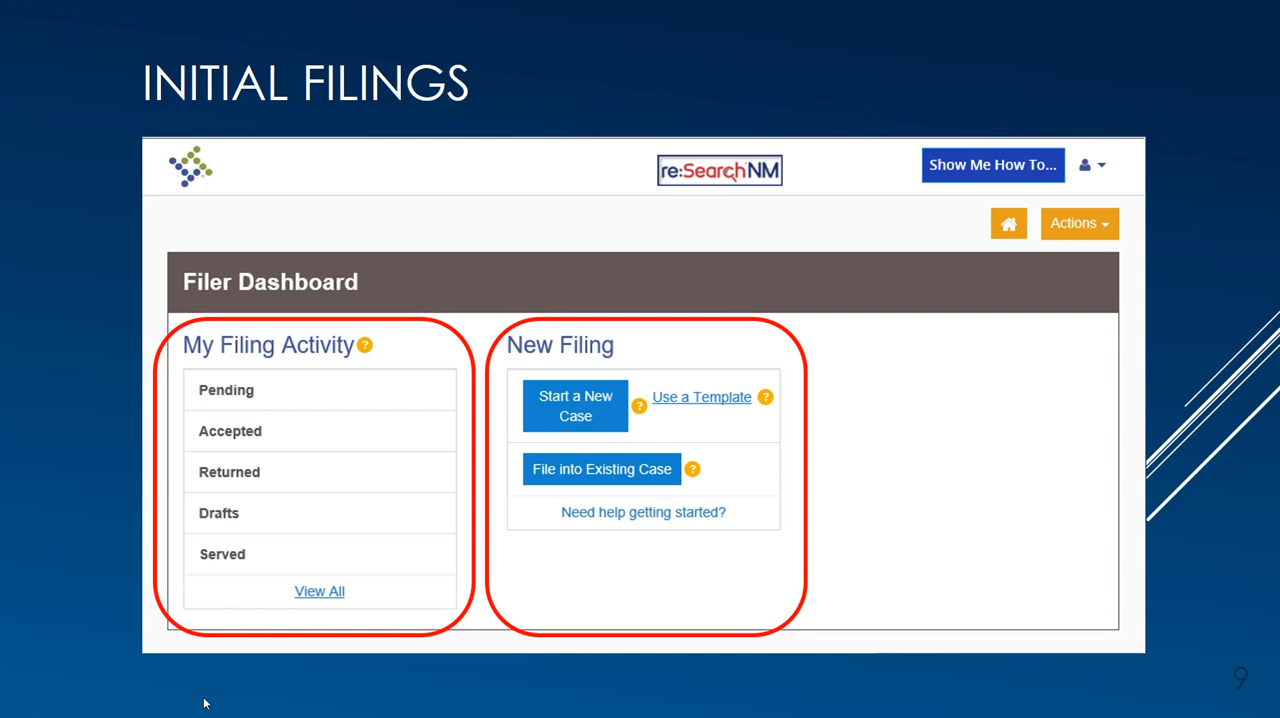 INITIAL FILINGS
re:SearchNM
Show Me How To...
Actions
Filer Dashboard
My Filing Activity ?
Pending
Accepted
Returned
Drafts
Served
View All
New Filing
Start a New
Case
? Use a Template ?
File into Existing Case ?
Need help getting started?
9